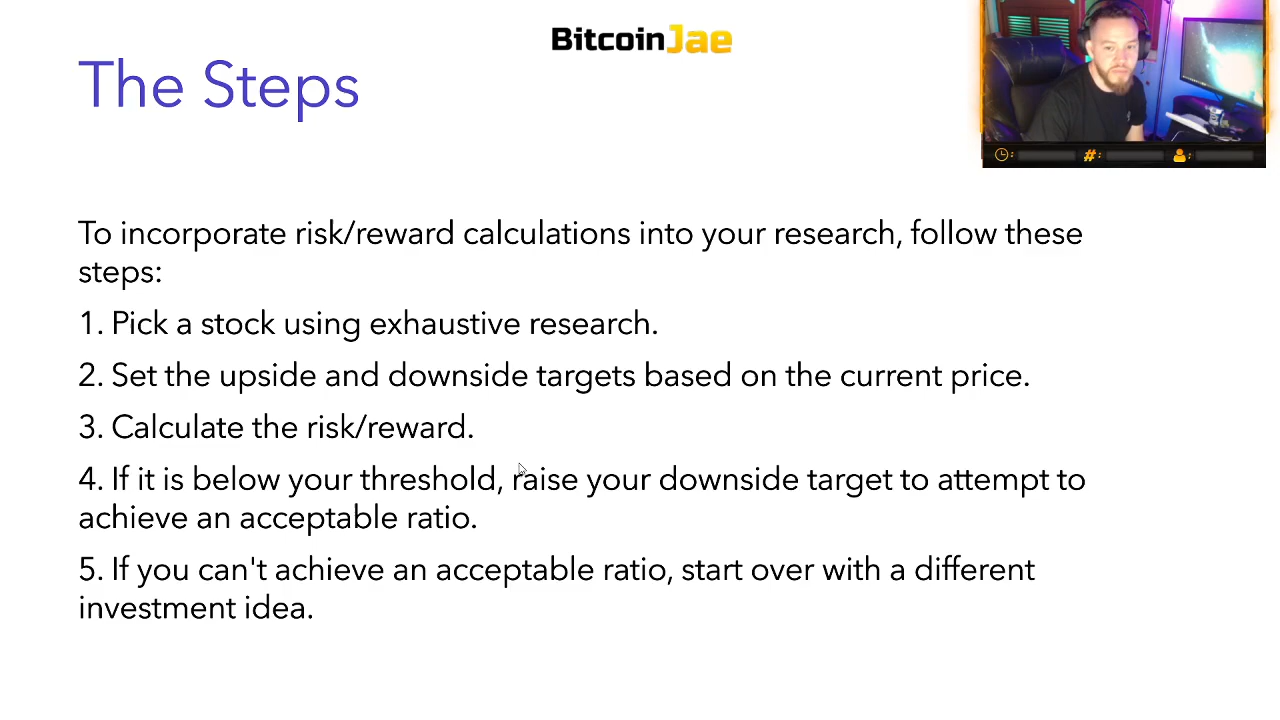 BitcoinJae
The Steps
To incorporate risk/reward calculations into your research, follow these
steps:
1. Pick a stock using exhaustive research.
2. Set the upside and downside targets based on the current price.
3. Calculate the risk/reward.
4. If it is below your threshold, raise your downside target to attempt to
achieve an acceptable ratio.
5. If you can't achieve an acceptable ratio, start over with a different
investment idea.
#: